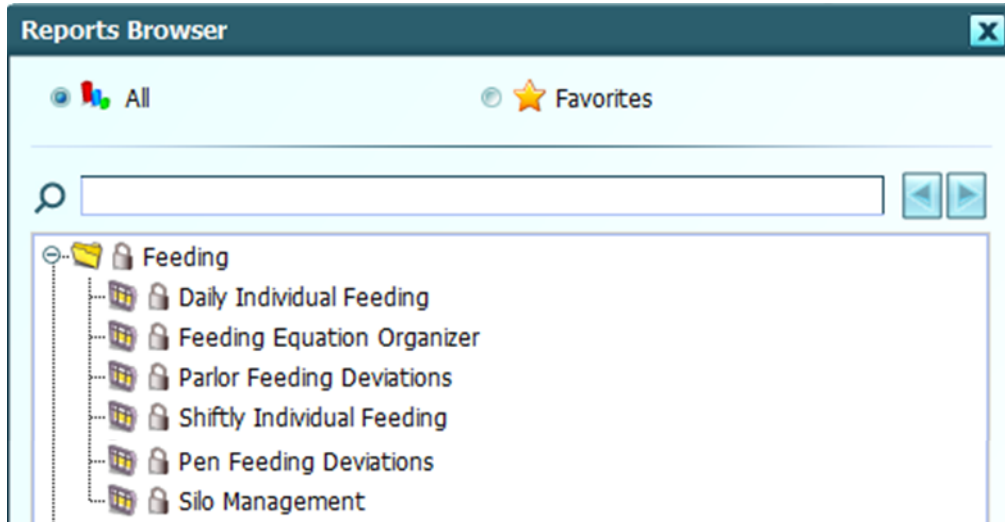 Reports Browser
All
Favorites
Feeding
Daily Individual Feeding
Feeding Equation Organizer
Parlor Feeding Deviations
Shiftly Individual Feeding
Pen Feeding Deviations
Silo Management